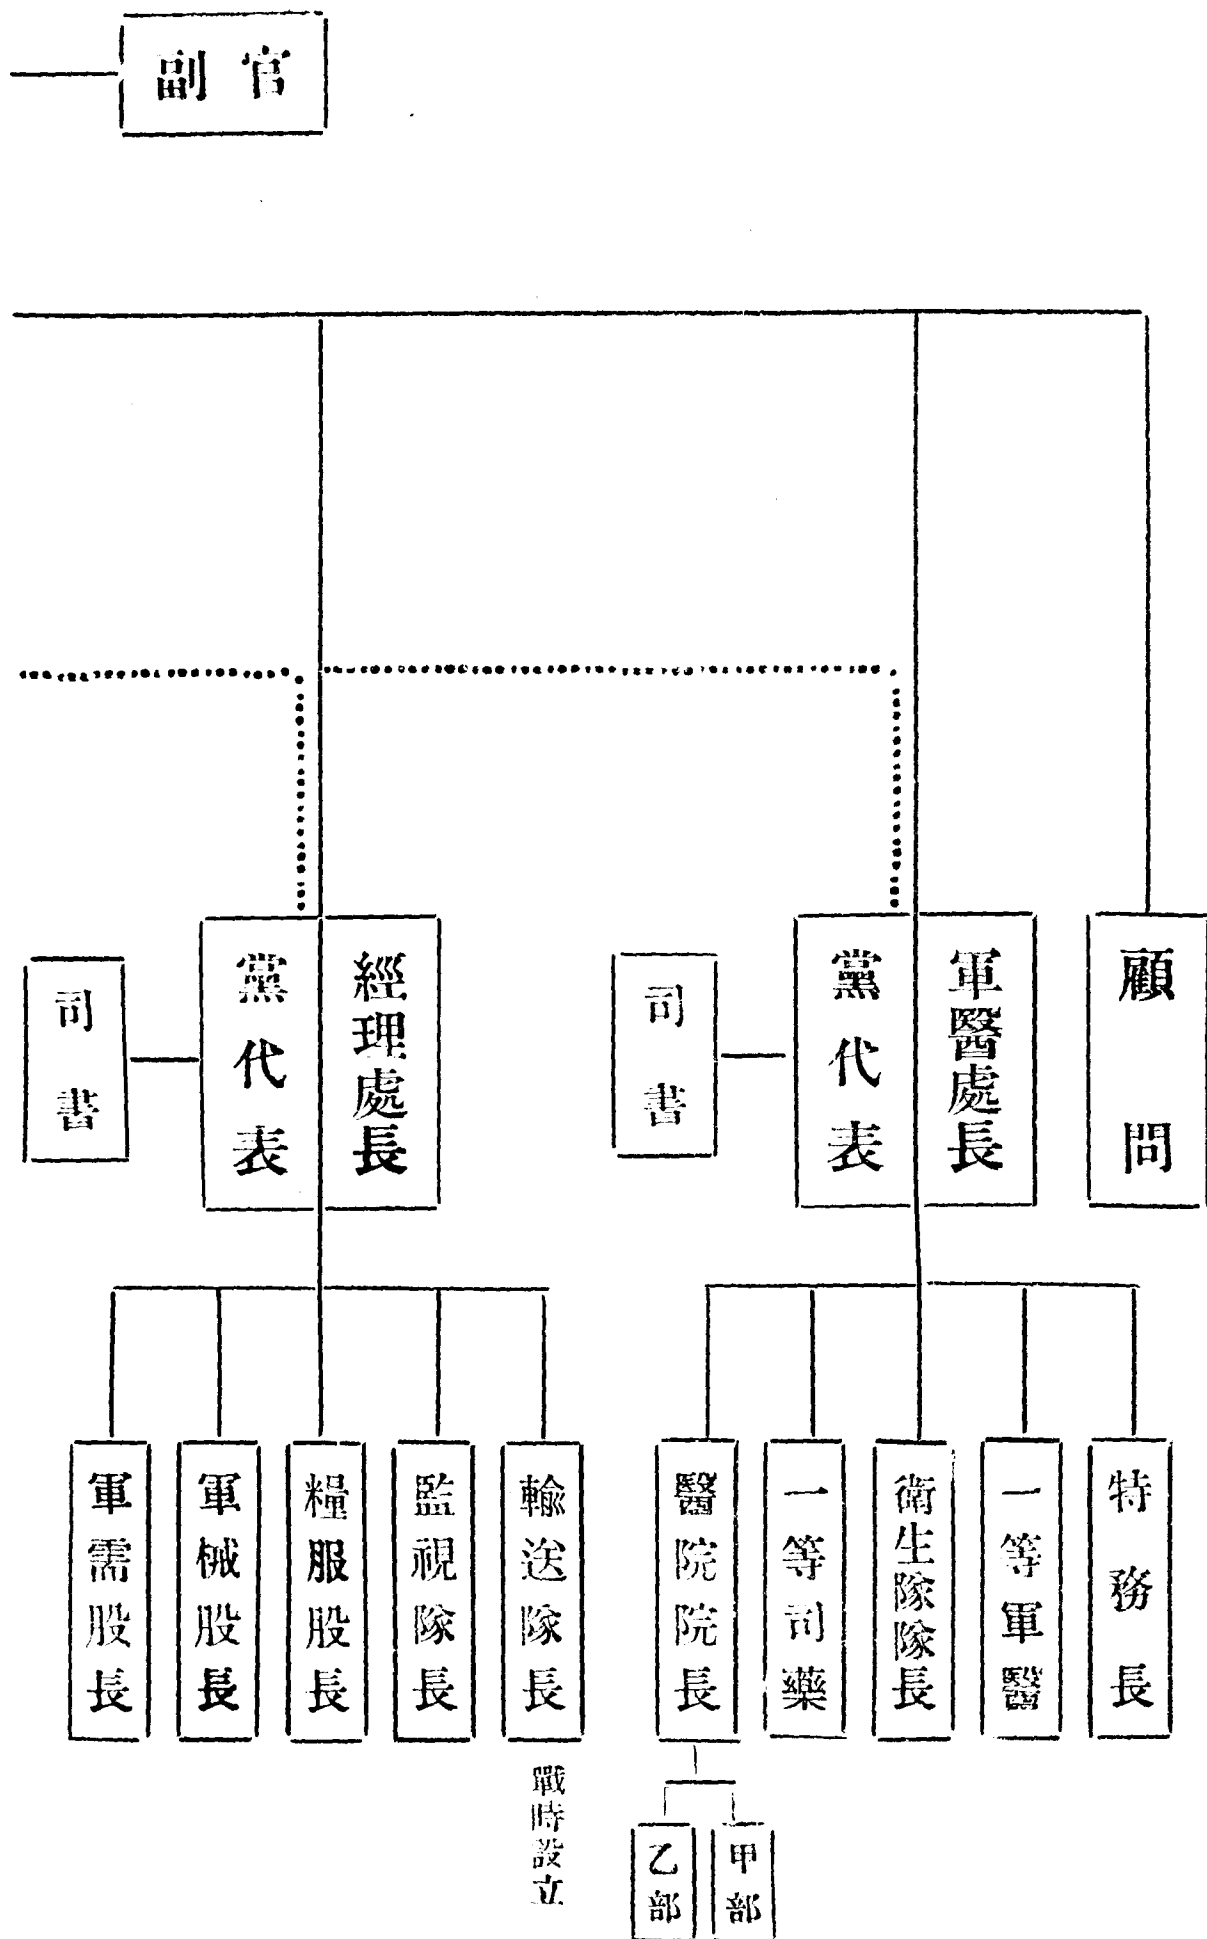 副官
顧問
軍醫處長
黨代表
司書
經理處長
黨代表
司書
特務長
一等軍醫
衛生隊隊長
一等司藥
醫院院長
輸送隊長
監視隊長
糧服股長
軍械股長
軍需股長
甲部
乙部
戰時設立